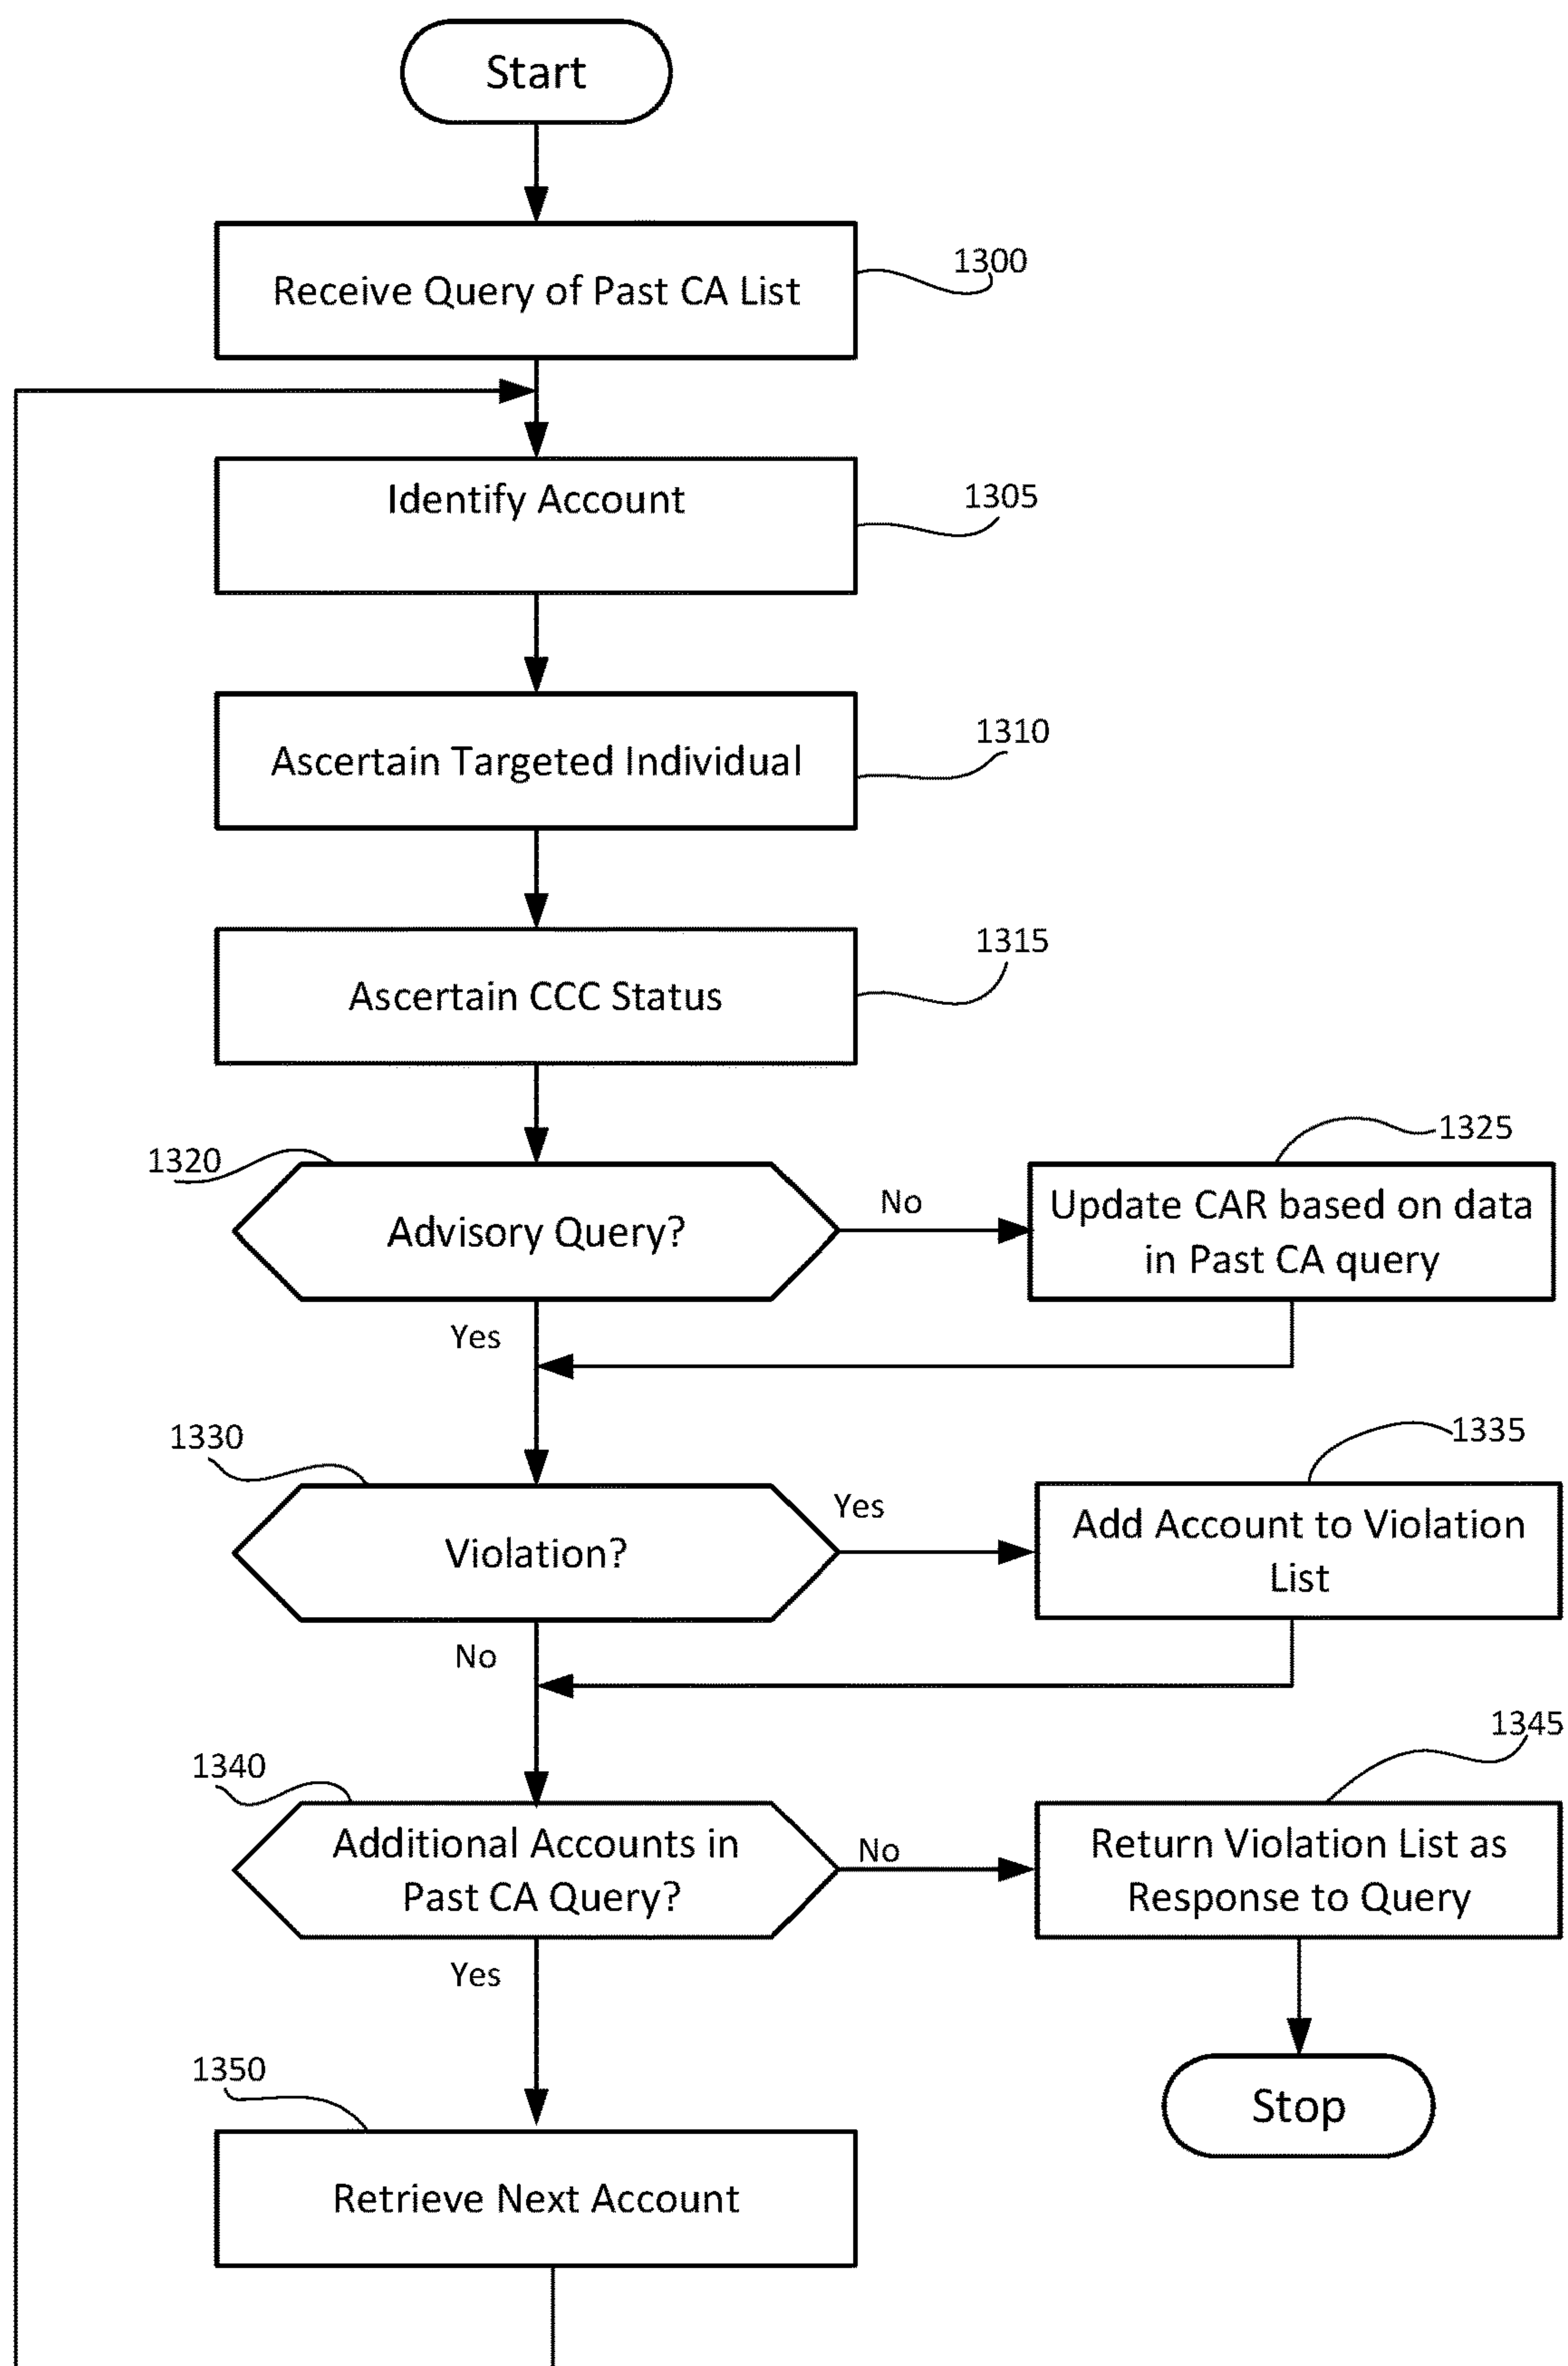 Start
Receive Query of Past CA List
1300
Identify Account
1305
Ascertain Targeted Individual
1310
Ascertain CCC Status
1315
1320
Advisory Query?
No
1325
Update CAR based on data
in Past CA query
Yes
1330
Violation?
Yes
1335
Add Account to Violation
List
No
1340
Additional Accounts in
Past CA Query?
No
1345
Return Violation List as
Response to Query
Yes
Stop
1350
Retrieve Next Account